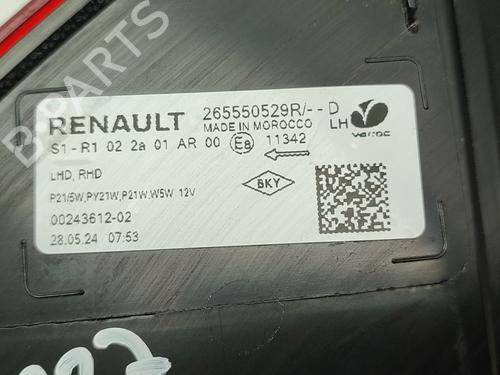 RENAULT
265550529R/--D
MADE IN MOROCCO
LH
varroc
S1-R1 02 2a 01 AR 00 E8 11342
LHD, RHD
P21/5W,PY21W,P21W,W5W 12V
BKY
00243612-02
28.05.24 07:53
B-PARTS